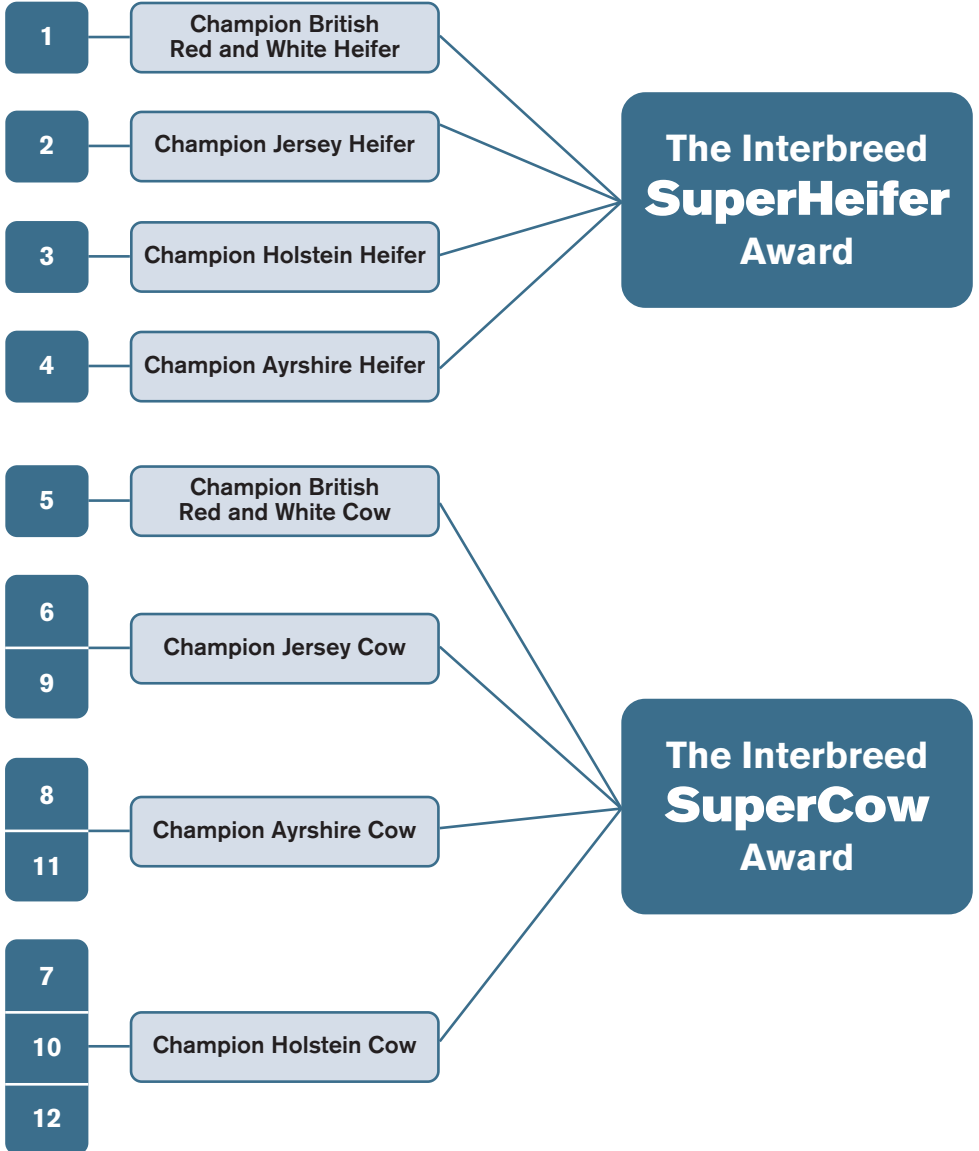 1
Champion British
Red and White Heifer
2
Champion Jersey Heifer
3
Champion Holstein Heifer
4
Champion Ayrshire Heifer
The Interbreed
SuperHeifer
Award
5
Champion British
Red and White Cow
6
9
Champion Jersey Cow
8
11
Champion Ayrshire Cow
7
10
12
Champion Holstein Cow
The Interbreed
SuperCow
Award